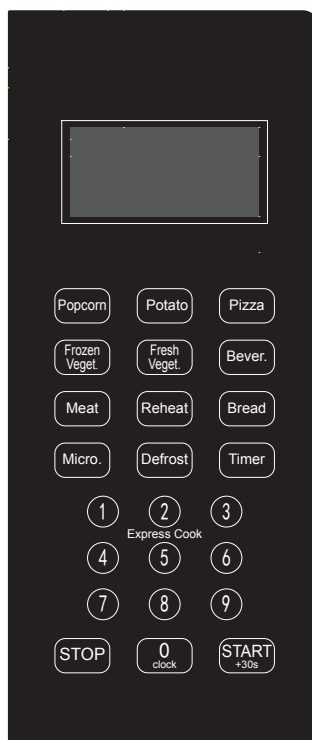 Popcorn Potato Pizza
Frozen Veget. Fresh Veget. Bever.
Meat Reheat Bread
Micro. Defrost Timer
1 2 3
Express Cook
4 5 6
7 8 9
STOP 0 clock START +30s